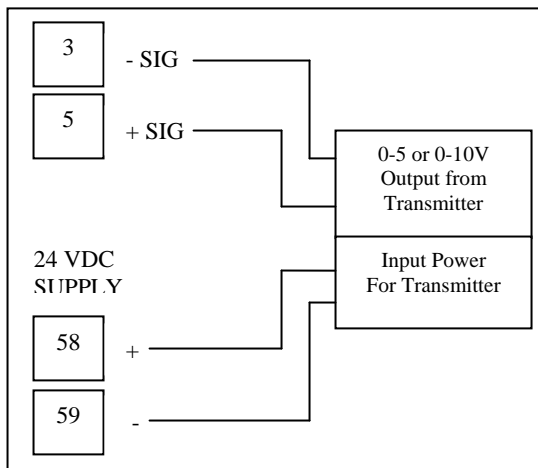 3
- SIG
5
+ SIG
0-5 or 0-10V
Output from
Transmitter
24 VDC
SUPPLY
Input Power
For Transmitter
58
+
59
-